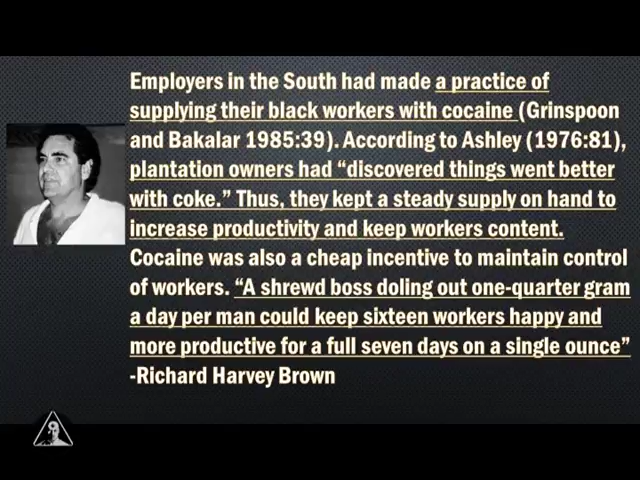 Employers in the South had made a practice of
supplying their black workers with cocaine (Grinspoon
and Bakalar 1985:39). According to Ashley (1976:81),
plantation owners had “discovered things went better
with coke.” Thus, they kept a steady supply on hand to
increase productivity and keep workers content.
Cocaine was also a cheap incentive to maintain control
of workers. “A shrewd boss doling out one-quarter gram
a day per man could keep sixteen workers happy and
more productive for a full seven days on a single ounce”
-Richard Harvey Brown